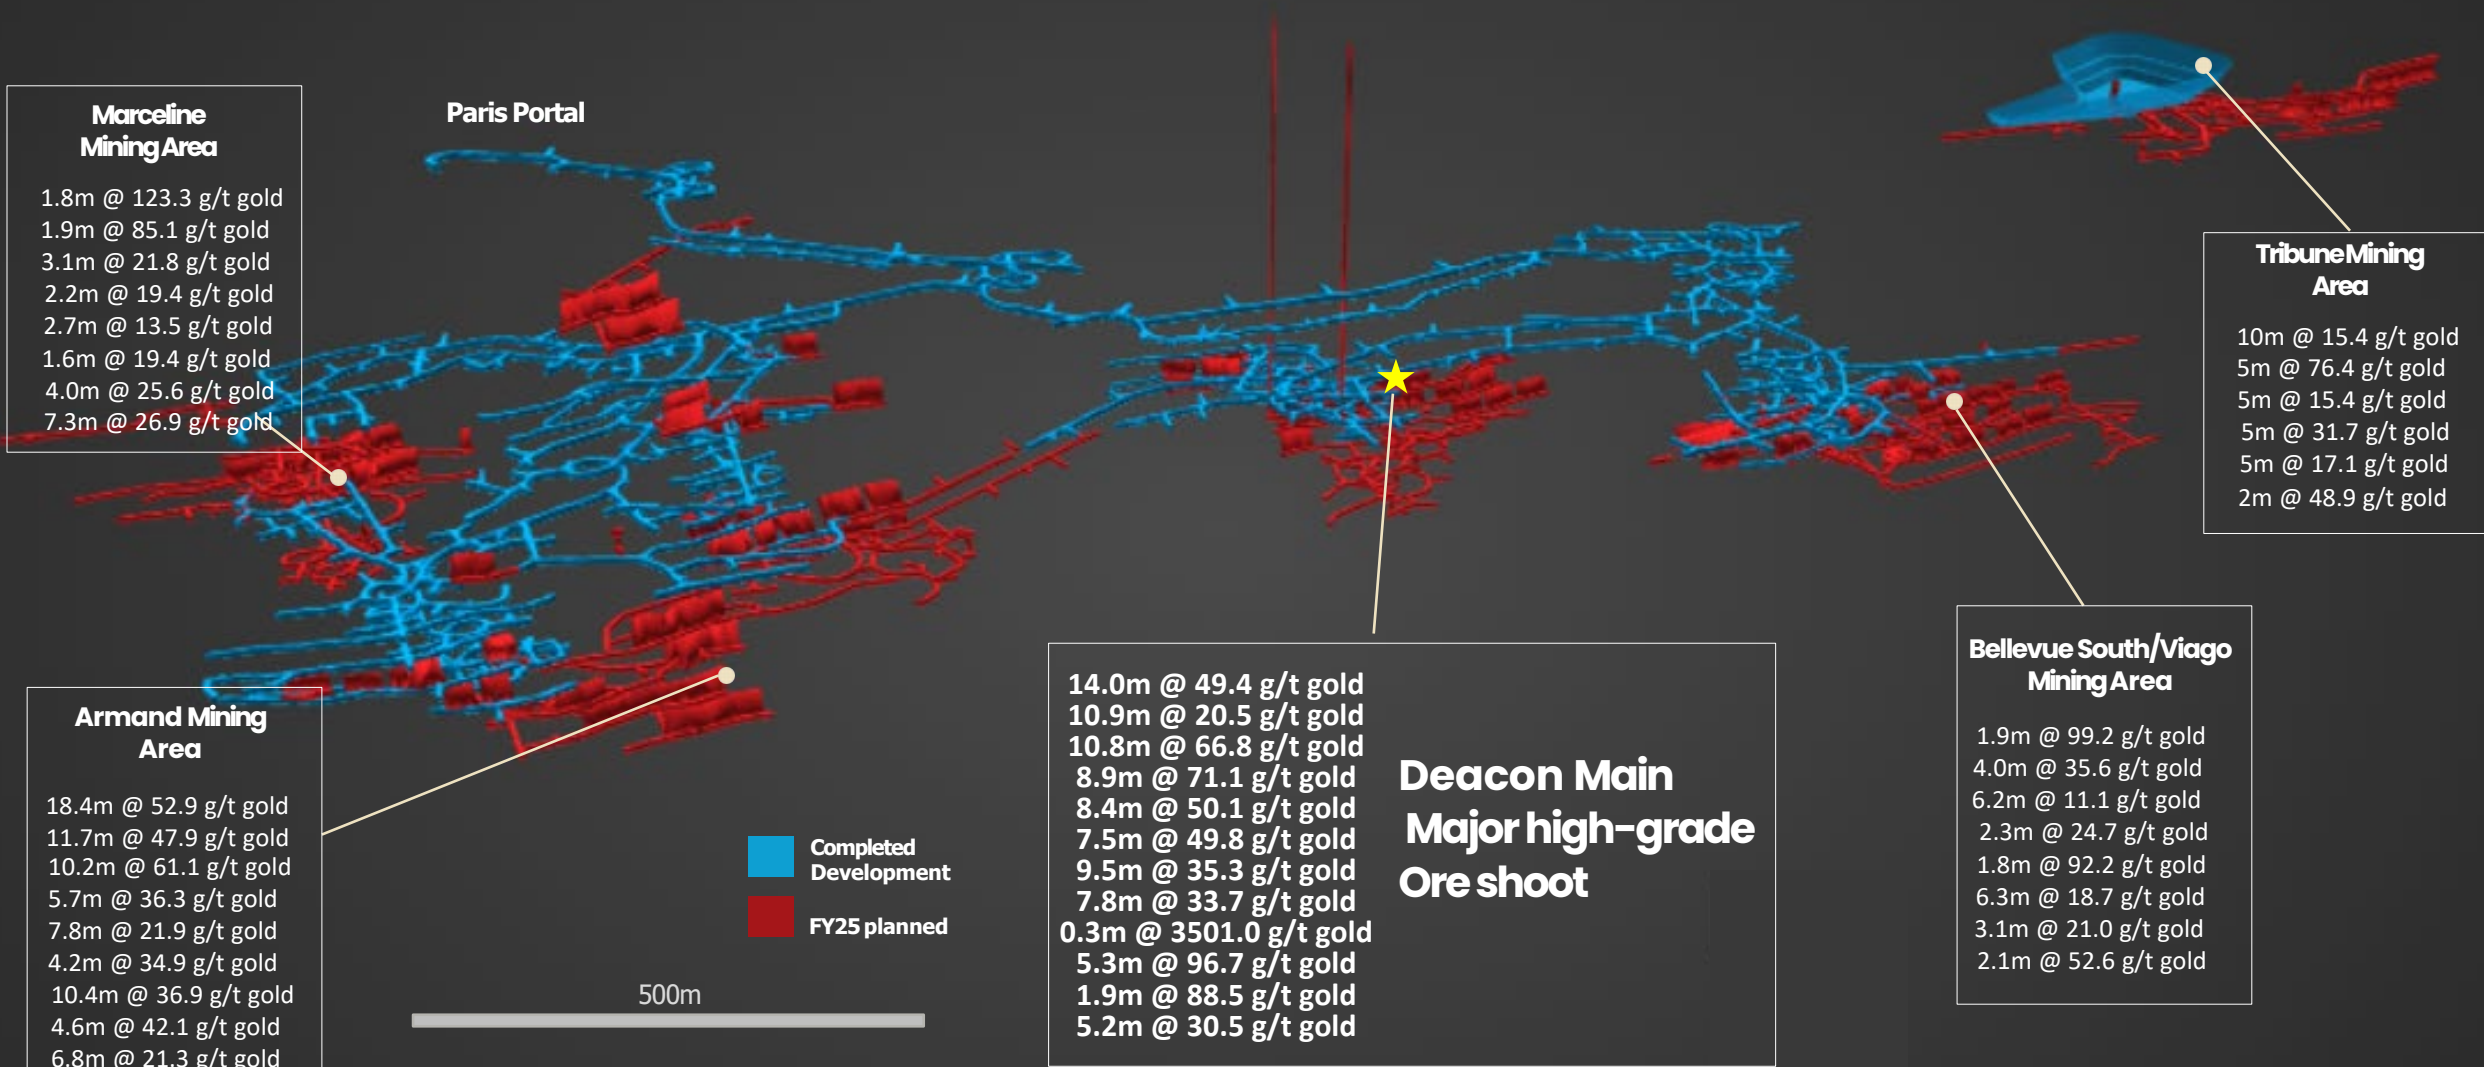 Marceline
Mining Area
1.8m @ 123.3 g/t gold
1.9m @ 85.1 g/t gold
3.1m @ 21.8 g/t gold
2.2m @ 19.4 g/t gold
2.7m @ 13.5 g/t gold
1.6m @ 19.4 g/t gold
4.0m @ 25.6 g/t gold
7.3m @ 26.9 g/t gold
Paris Portal
Tribune Mining
Area
10m @ 15.4 g/t gold
5m @ 76.4 g/t gold
5m @ 15.4 g/t gold
5m @ 31.7 g/t gold
5m @ 17.1 g/t gold
2m @ 48.9 g/t gold
Armand Mining
Area
18.4m @ 52.9 g/t gold
11.7m @ 47.9 g/t gold
10.2m @ 61.1 g/t gold
5.7m @ 36.3 g/t gold
7.8m @ 21.9 g/t gold
4.2m @ 34.9 g/t gold
10.4m @ 36.9 g/t gold
4.6m @ 42.1 g/t gold
6.8m @ 21.3 g/t gold
Completed
Development
FY25 planned
500m
14.0m @ 49.4 g/t gold
10.9m @ 20.5 g/t gold
10.8m @ 66.8 g/t gold
8.9m @ 71.1 g/t gold
8.4m @ 50.1 g/t gold
7.5m @ 49.8 g/t gold
9.5m @ 35.3 g/t gold
7.8m @ 33.7 g/t gold
0.3m @ 3501.0 g/t gold
5.3m @ 96.7 g/t gold
1.9m @ 88.5 g/t gold
5.2m @ 30.5 g/t gold
Deacon Main
Major high-grade
Ore shoot
Bellevue South/Viago
Mining Area
1.9m @ 99.2 g/t gold
4.0m @ 35.6 g/t gold
6.2m @ 11.1 g/t gold
2.3m @ 24.7 g/t gold
1.8m @ 92.2 g/t gold
6.3m @ 18.7 g/t gold
3.1m @ 21.0 g/t gold
2.1m @ 52.6 g/t gold